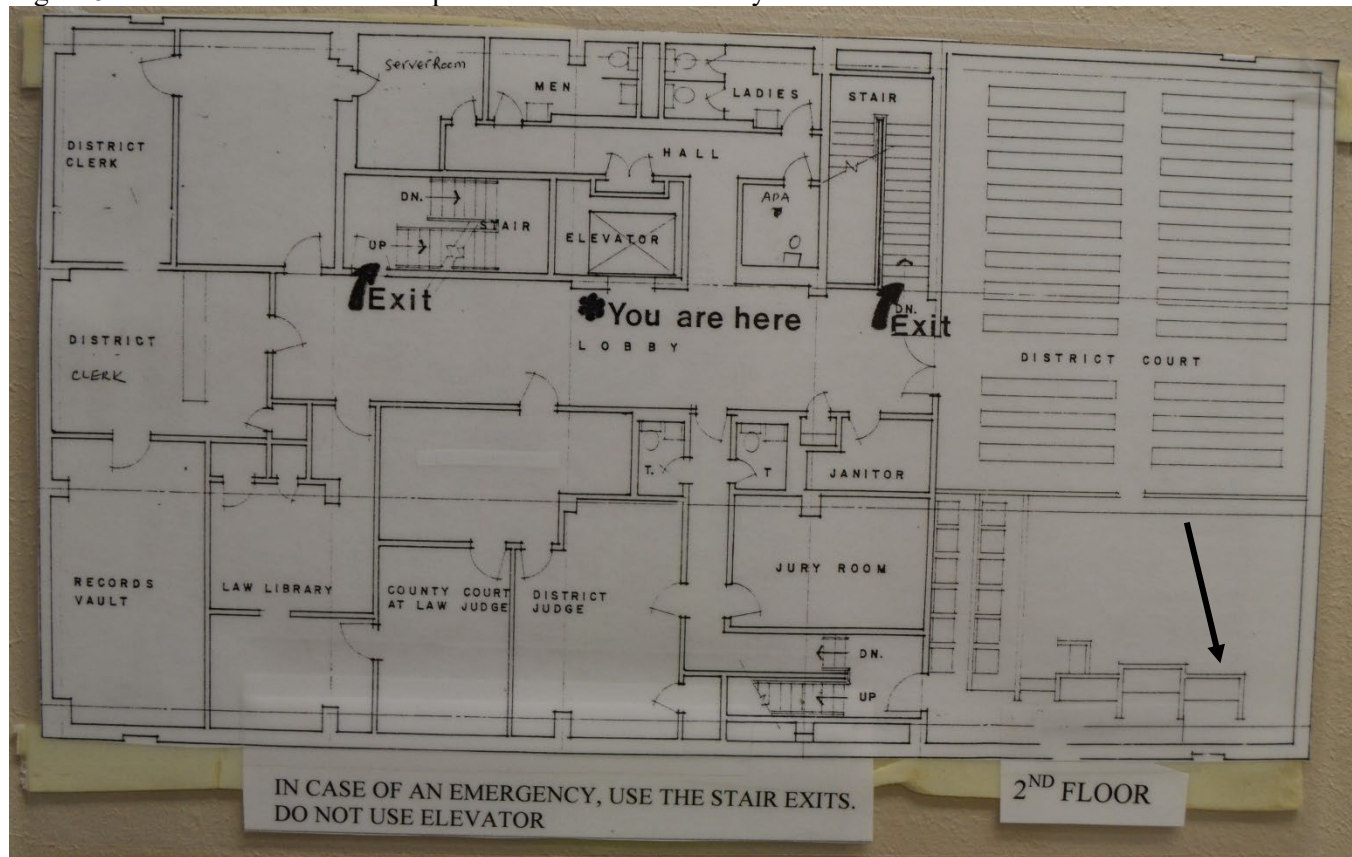 Server Room
MEN
LADIES
STAIR
DISTRICT
CLERK
HALL
DN.
STAIR
UP
ADA
ELEVATOR
Exit
You are here
DN.
Exit
LOBBY
DISTRICT
CLERK
DISTRICT COURT
T.
T
JANITOR
RECORDS
VAULT
LAW LIBRARY
COUNTY COURT
AT LAW JUDGE
DISTRICT
JUDGE
JURY ROOM
DN.
UP
IN CASE OF AN EMERGENCY, USE THE STAIR EXITS.
DO NOT USE ELEVATOR
2ND FLOOR